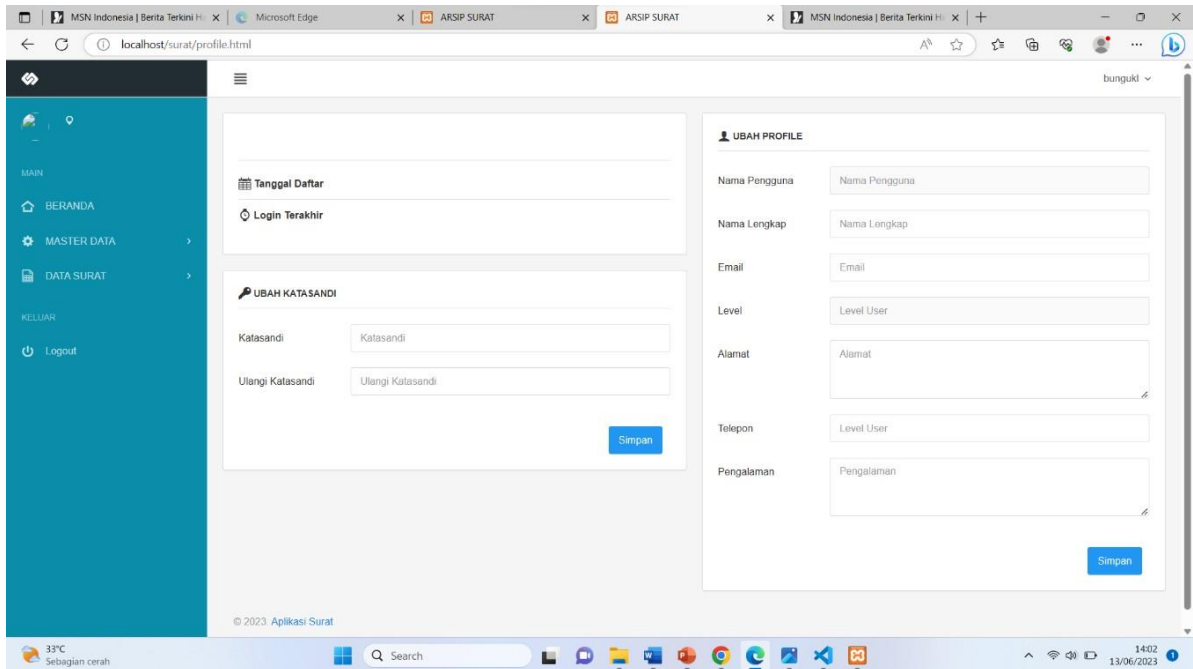 MSN Indonesia | Berita Terkini H
Microsoft Edge
ARSIP SURAT
ARSIP SURAT
MSN Indonesia | Berita Terkini H
localhost/surat/profile.html
bungukl
MAIN
BERANDA
MASTER DATA
DATA SURAT
KELUAR
Logout
Tanggal Daftar
Login Terakhir
UBAH KATASANDI
Katasandi
Katasandi
Ulangi Katasandi
Ulangi Katasandi
Simpan
UBAH PROFILE
Nama Pengguna
Nama Pengguna
Nama Lengkap
Nama Lengkap
Email
Email
Level
Level User
Alamat
Alamat
Telepon
Level User
Pengalaman
Pengalaman
Simpan
© 2023. Aplikasi Surat
33°C
Sebagian cerah
Search
14:02
13/06/2023
1